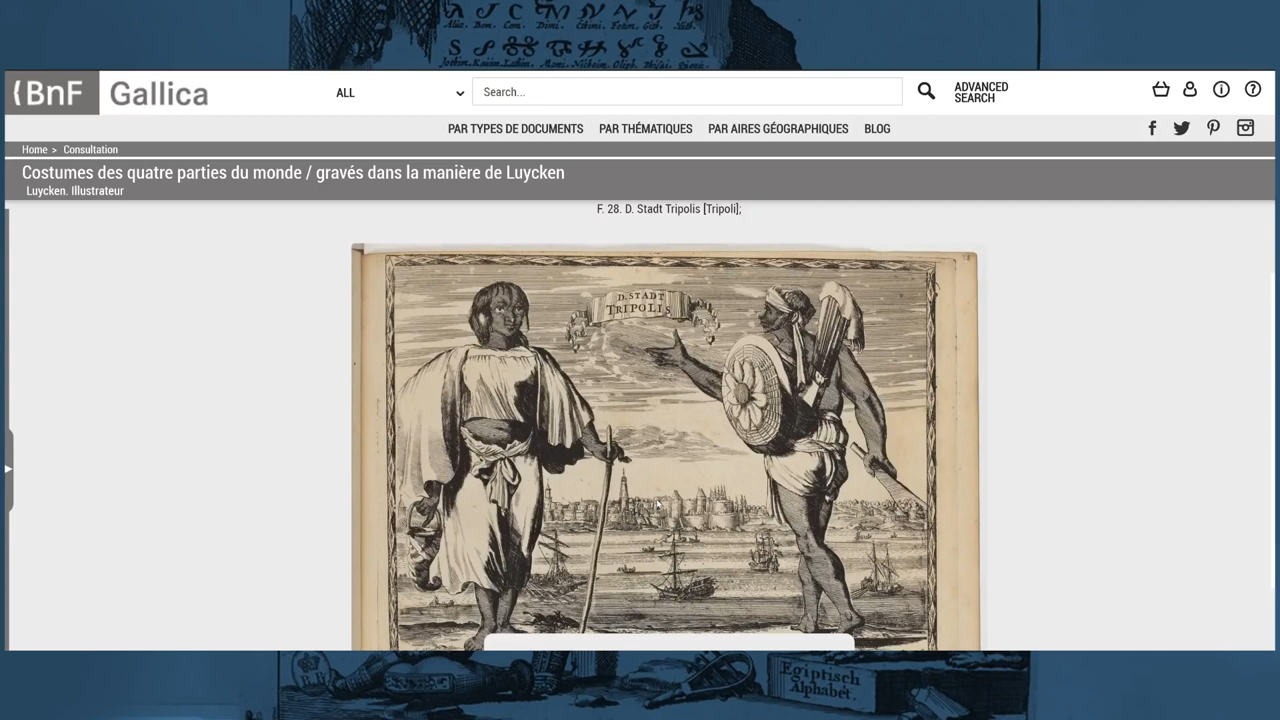 (BnF Gallica
ALL
Search...
ADVANCED
SEARCH
PAR TYPES DE DOCUMENTS PAR THÉMATIQUES PAR AIRES GÉOGRAPHIQUES BLOG
Home > Consultation
Costumes des quatre parties du monde / gravés dans la manière de Luycken
Luycken. Illustrateur
F. 28. D. Stadt Tripolis [Tripoli];
D. STADT
TRIPOLIS
Egiptisch
Alphabet.